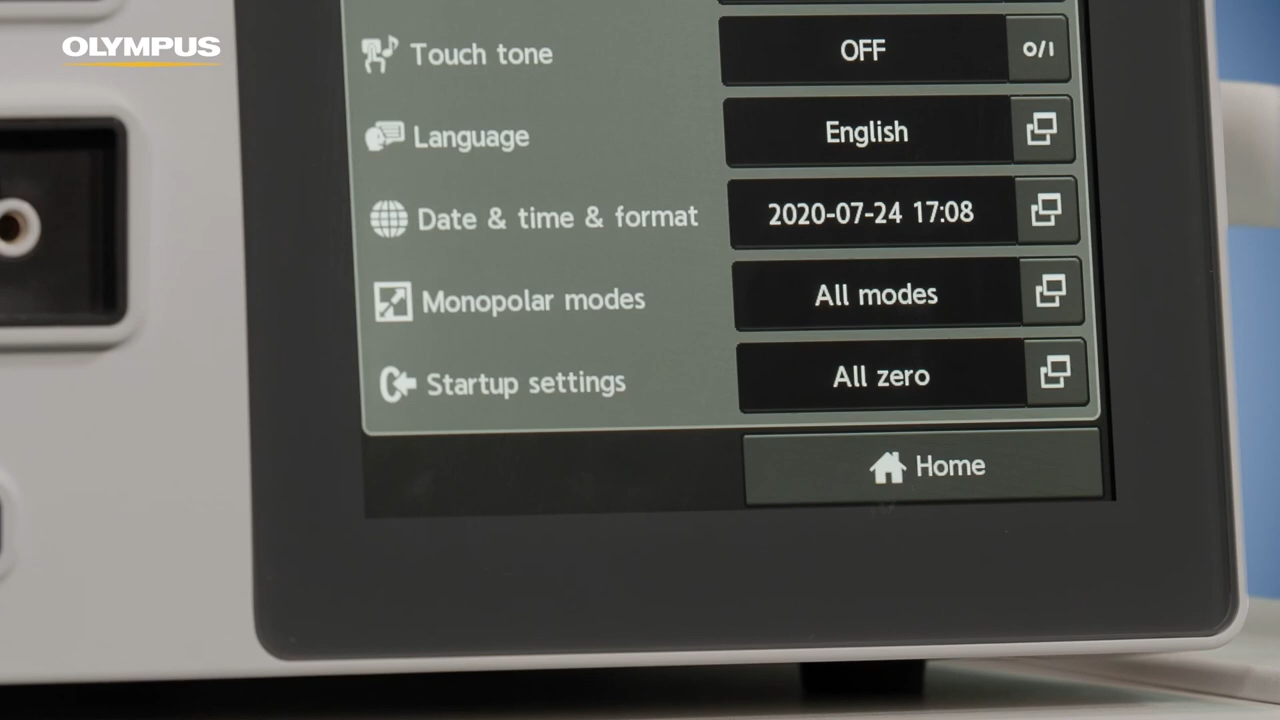 OLYMPUS
Touch tone OFF O/I
Language English
Date & time & format 2020-07-24 17:08
Monopolar modes All modes
Startup settings All zero
Home